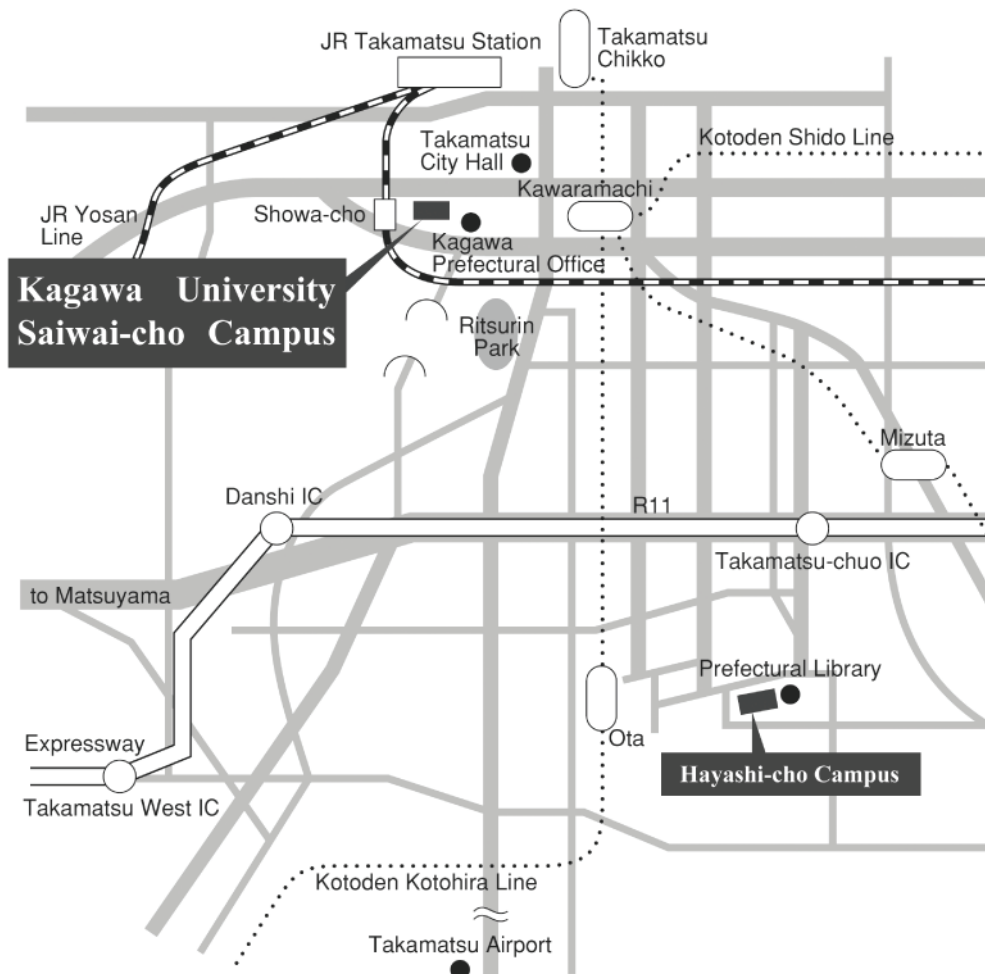 JR Takamatsu Station
Takamatsu
Chikko
Takamatsu
City Hall
Kotoden Shido Line
Kawaramachi
JR Yosan
Line
Showa-cho
Kagawa
Prefectural Office
Kagawa University
Saiwai-cho Campus
Ritsurin
Park
Mizuta
Danshi IC
R11
Takamatsu-chuo IC
to Matsuyama
Prefectural Library
Ota
Expressway
Hayashi-cho Campus
Takamatsu West IC
Kotoden Kotohira Line
Takamatsu Airport